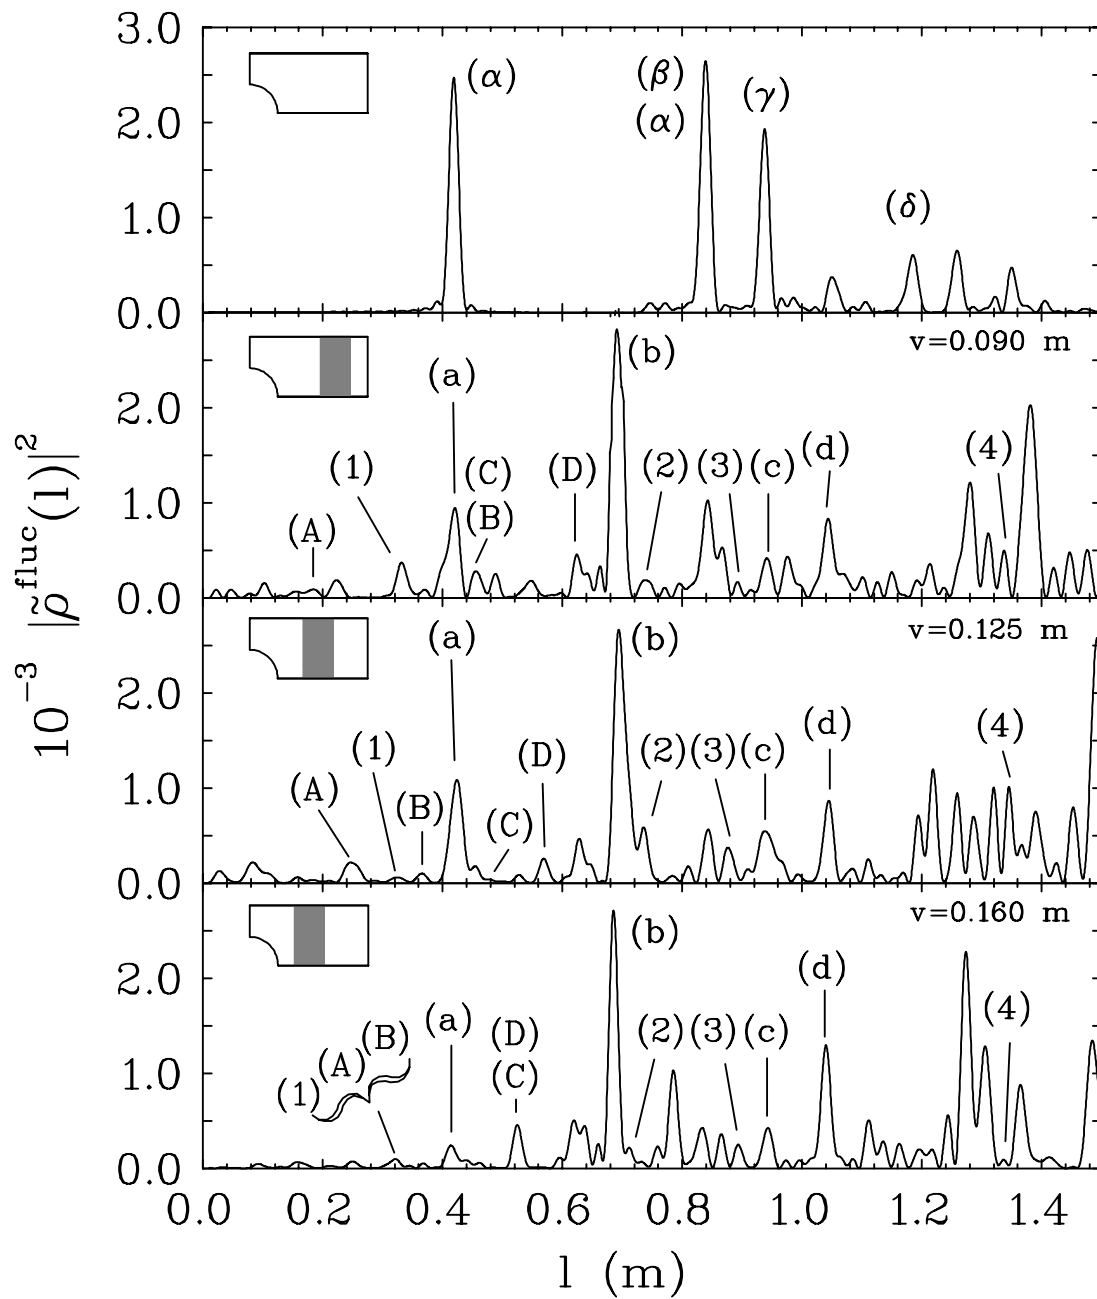 10⁻³ |ρ̃ᶠˡᵘᶜ(l)|²
3.0
2.0
1.0
0.0
(α)
(β)
(α)
(γ)
(δ)
v=0.090 m
2.0
1.0
0.0
(A)
(1)
(a)
(C)
(B)
(D)
(b)
(2)
(3)
(c)
(d)
(4)
v=0.125 m
2.0
1.0
0.0
(A)
(1)
(B)
(a)
(C)
(D)
(b)
(2)
(3)
(c)
(d)
(4)
v=0.160 m
2.0
1.0
0.0
(1)
(A)
(B)
(a)
(D)
(C)
(b)
(2)
(3)
(c)
(d)
(4)
0.0 0.2 0.4 0.6 0.8 1.0 1.2 1.4
l (m)